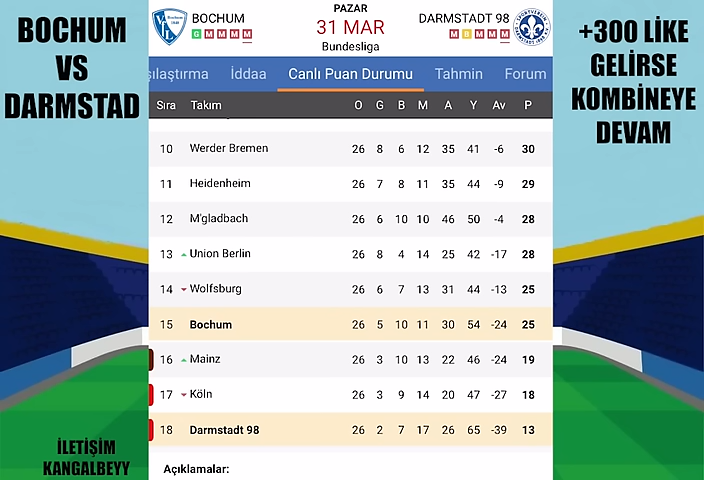 BOCHUM
VS
DARMSTAD
BOCHUM
G M M M M
PAZAR
31 MAR
Bundesliga
DARMSTADT 98
M B M M M
+300 LİKE
GELİRSE
KOMBİNEYE
DEVAM
şılaştırma İddaa Canlı Puan Durumu Tahmin Forum
Sıra Takım O G B M A Y Av P
10 Werder Bremen 26 8 6 12 35 41 -6 30
11 Heidenheim 26 7 8 11 35 44 -9 29
12 M'gladbach 26 6 10 10 46 50 -4 28
13 Union Berlin 26 8 4 14 25 42 -17 28
14 Wolfsburg 26 6 7 13 31 44 -13 25
15 Bochum 26 5 10 11 30 54 -24 25
16 Mainz 26 3 10 13 22 46 -24 19
17 Köln 26 3 9 14 20 47 -27 18
18 Darmstadt 98 26 2 7 17 26 65 -39 13
Açıklamalar:
İLETİŞİM
KANGALBEYY